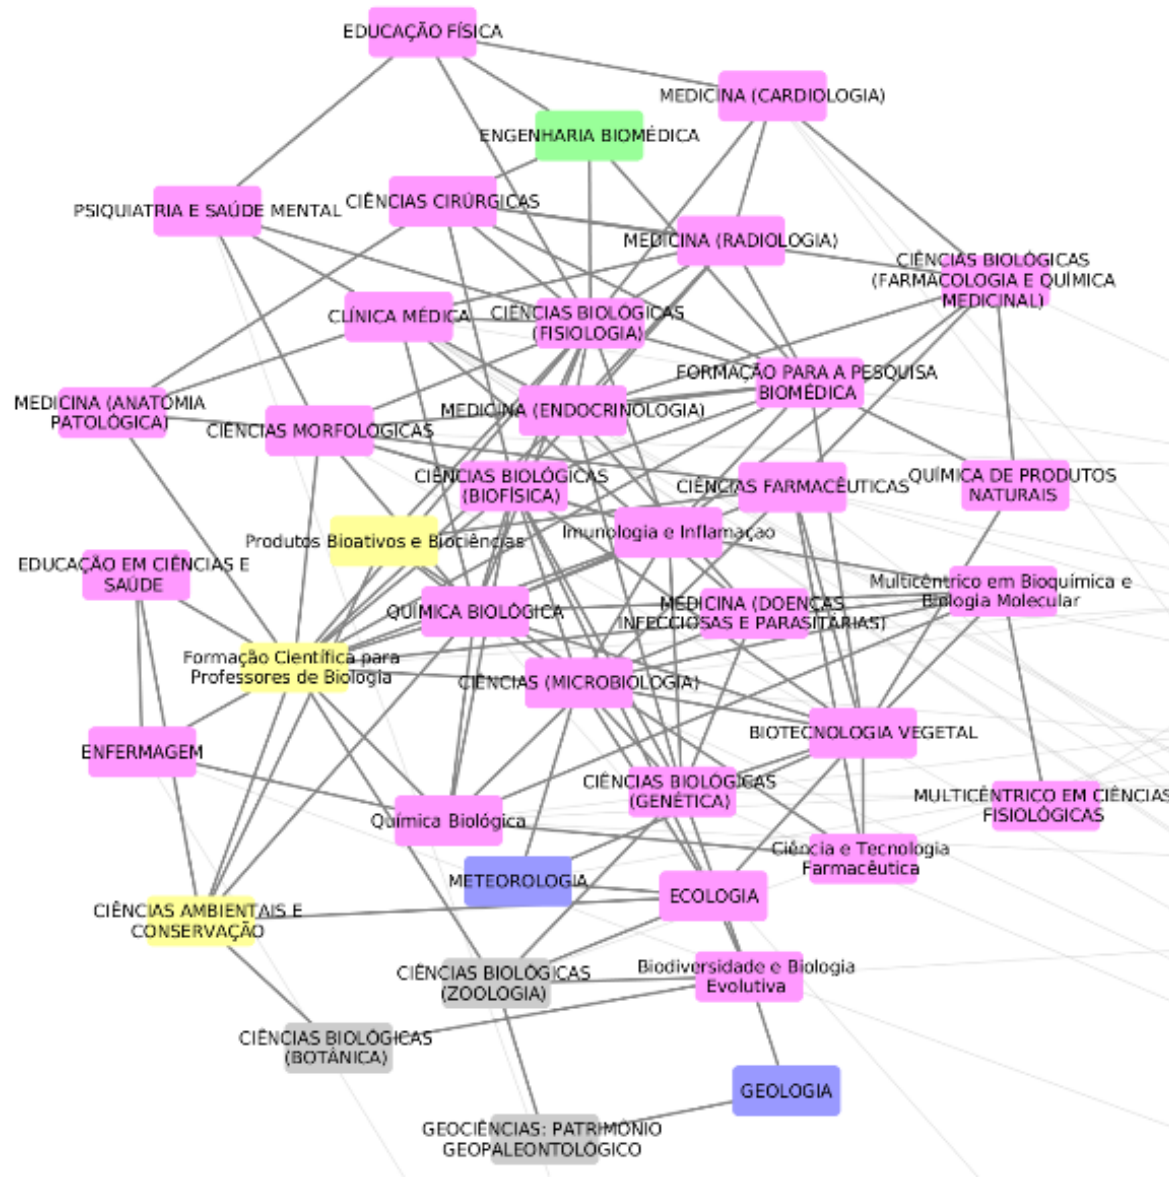 EDUCAÇÃO FÍSICA
MEDICINA (CARDIOLOGIA)
ENGENHARIA BIOMÉDICA
CIÊNCIAS CIRÚRGICAS
PSIQUIATRIA E SAÚDE MENTAL
MEDICINA (RADIOLOGIA)
CIÊNCIAS BIOLÓGICAS
(FARMACOLOGIA E QUÍMICA
MEDICINAL)
CLÍNICA MÉDICA
CIÊNCIAS BIOLÓGICAS
(FISIOLOGIA)
FORMAÇÃO PARA A PESQUISA
BIOMÉDICA
MEDICINA (ANATOMIA
PATOLÓGICA)
CIÊNCIAS MORFOLÓGICAS
MEDICINA (ENDOCRINOLOGIA)
CIÊNCIAS BIOLÓGICAS
(BIOFÍSICA)
CIÊNCIAS FARMACÊUTICAS
QUÍMICA DE PRODUTOS
NATURAIS
Produtos Bioativos e Biociências
Imunologia e Inflamaçao
EDUCAÇÃO EM CIÊNCIAS E
SAÚDE
QUÍMICA BIOLÓGICA
MEDICINA (DOENÇAS
INFECCIOSAS E PARASITÁRIAS)
Multicêntrico em Bioquímica e
Biologia Molecular
Formação Científica para
Professores de Biologia
CIÊNCIAS (MICROBIOLOGIA)
ENFERMAGEM
BIOTECNOLOGIA VEGETAL
CIÊNCIAS BIOLÓGICAS
(GENÉTICA)
MULTICÊNTRICO EM CIÊNCIAS
FISIOLÓGICAS
Química Biológica
Ciência e Tecnologia
Farmacêutica
METEOROLOGIA
ECOLOGIA
CIÊNCIAS AMBIENTAIS E
CONSERVAÇÃO
CIÊNCIAS BIOLÓGICAS
(ZOOLOGIA)
Biodiversidade e Biologia
Evolutiva
CIÊNCIAS BIOLÓGICAS
(BOTÂNICA)
GEOLOGIA
GEOCIÊNCIAS: PATRIMÔNIO
GEOPALEONTOLÓGICO